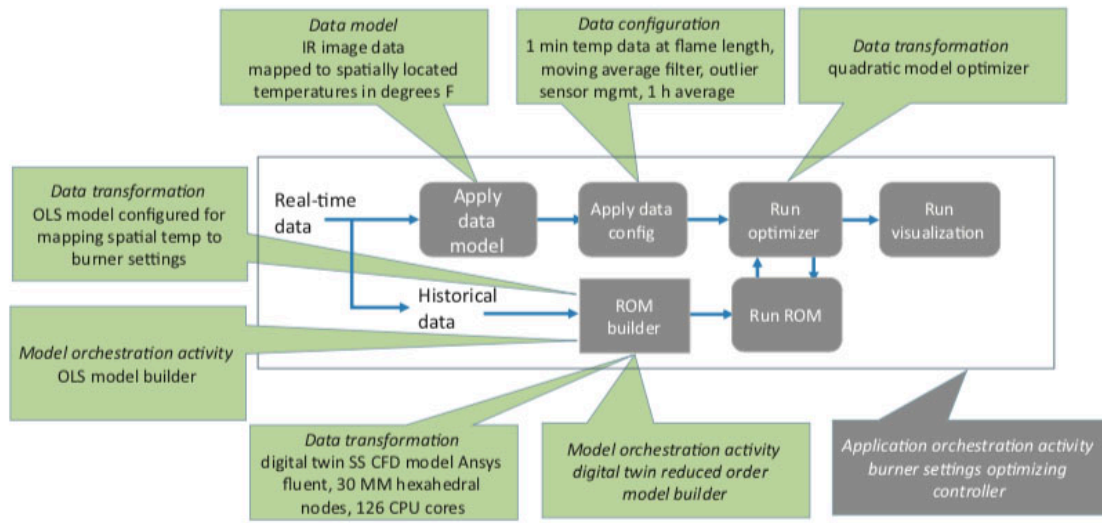 Data model
IR image data
mapped to spatially located
temperatures in degrees F
Data configuration
1 min temp data at flame length,
moving average filter, outlier
sensor mgmt, 1 h average
Data transformation
quadratic model optimizer
Data transformation
OLS model configured for
mapping spatial temp to
burner settings
Real-time
data
Apply
data
model
Apply data
config
Run
optimizer
Run
visualization
Historical
data
ROM
builder
Run ROM
Model orchestration activity
OLS model builder
Data transformation
digital twin SS CFD model Ansys
fluent, 30 MM hexahedral
nodes, 126 CPU cores
Model orchestration activity
digital twin reduced order
model builder
Application orchestration activity
burner settings optimizing
controller